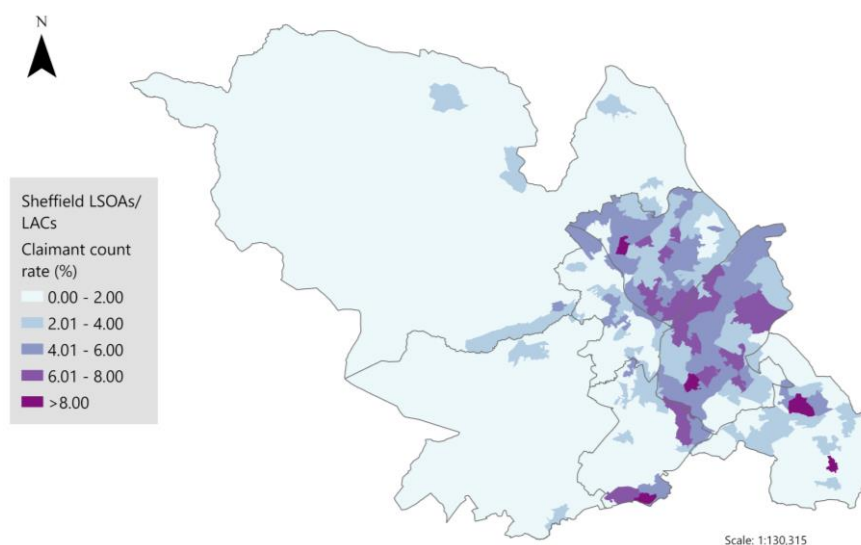 N
Sheffield LSOAs/
LACs
Claimant count
rate (%)
0.00 - 2.00
2.01 - 4.00
4.01 - 6.00
6.01 - 8.00
>8.00
Scale: 1:130,315